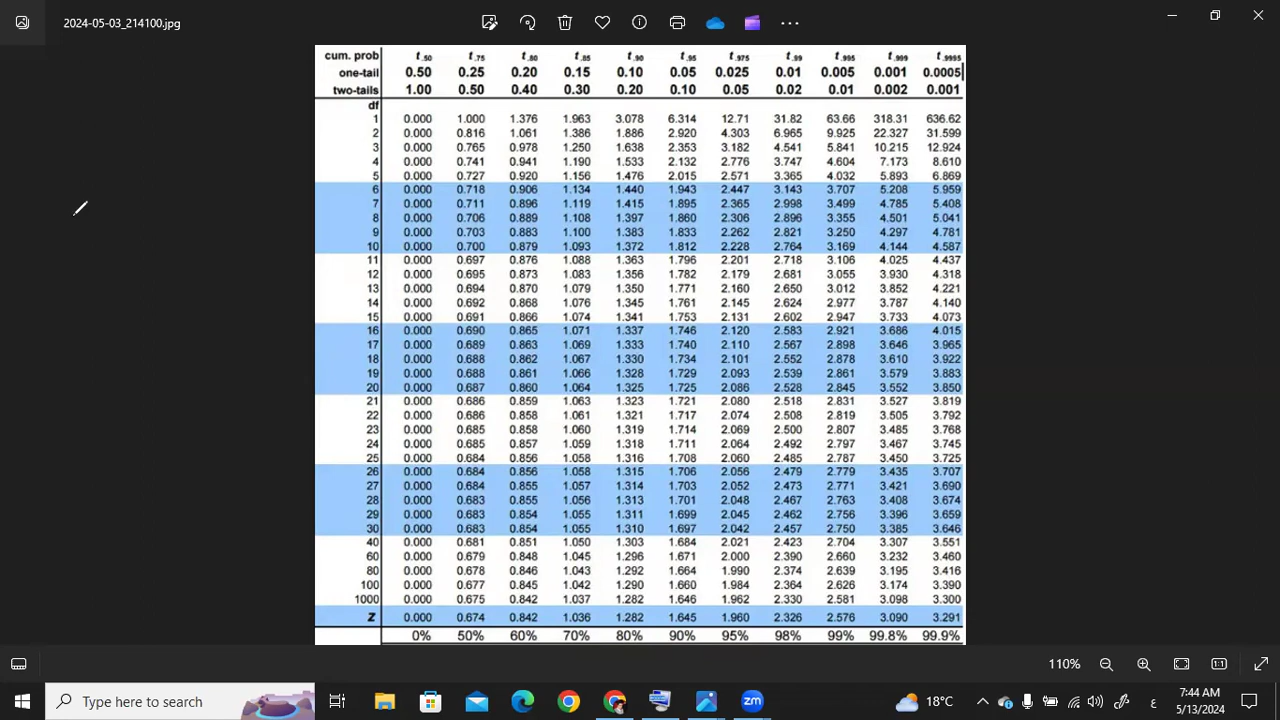 2024-05-03_214100.jpg
cum. prob t .50 t .75 t .80 t .85 t .90 t .95 t .975 t .99 t .995 t .999 t .9995
one-tail 0.50 0.25 0.20 0.15 0.10 0.05 0.025 0.01 0.005 0.001 0.0005
two-tails 1.00 0.50 0.40 0.30 0.20 0.10 0.05 0.02 0.01 0.002 0.001
df
1 0.000 1.000 1.376 1.963 3.078 6.314 12.71 31.82 63.66 318.31 636.62
2 0.000 0.816 1.061 1.386 1.886 2.920 4.303 6.965 9.925 22.327 31.599
3 0.000 0.765 0.978 1.250 1.638 2.353 3.182 4.541 5.841 10.215 12.924
4 0.000 0.741 0.941 1.190 1.533 2.132 2.776 3.747 4.604 7.173 8.610
5 0.000 0.727 0.920 1.156 1.476 2.015 2.571 3.365 4.032 5.893 6.869
6 0.000 0.718 0.906 1.134 1.440 1.943 2.447 3.143 3.707 5.208 5.959
7 0.000 0.711 0.896 1.119 1.415 1.895 2.365 2.998 3.499 4.785 5.408
8 0.000 0.706 0.889 1.108 1.397 1.860 2.306 2.896 3.355 4.501 5.041
9 0.000 0.703 0.883 1.100 1.383 1.833 2.262 2.821 3.250 4.297 4.781
10 0.000 0.700 0.879 1.093 1.372 1.812 2.228 2.764 3.169 4.144 4.587
11 0.000 0.697 0.876 1.088 1.363 1.796 2.201 2.718 3.106 4.025 4.437
12 0.000 0.695 0.873 1.083 1.356 1.782 2.179 2.681 3.055 3.930 4.318
13 0.000 0.694 0.870 1.079 1.350 1.771 2.160 2.650 3.012 3.852 4.221
14 0.000 0.692 0.868 1.076 1.345 1.761 2.145 2.624 2.977 3.787 4.140
15 0.000 0.691 0.866 1.074 1.341 1.753 2.131 2.602 2.947 3.733 4.073
16 0.000 0.690 0.865 1.071 1.337 1.746 2.120 2.583 2.921 3.686 4.015
17 0.000 0.689 0.863 1.069 1.333 1.740 2.110 2.567 2.898 3.646 3.965
18 0.000 0.688 0.862 1.067 1.330 1.734 2.101 2.552 2.878 3.610 3.922
19 0.000 0.688 0.861 1.066 1.328 1.729 2.093 2.539 2.861 3.579 3.883
20 0.000 0.687 0.860 1.064 1.325 1.725 2.086 2.528 2.845 3.552 3.850
21 0.000 0.686 0.859 1.063 1.323 1.721 2.080 2.518 2.831 3.527 3.819
22 0.000 0.686 0.858 1.061 1.321 1.717 2.074 2.508 2.819 3.505 3.792
23 0.000 0.685 0.858 1.060 1.319 1.714 2.069 2.500 2.807 3.485 3.768
24 0.000 0.685 0.857 1.059 1.318 1.711 2.064 2.492 2.797 3.467 3.745
25 0.000 0.684 0.856 1.058 1.316 1.708 2.060 2.485 2.787 3.450 3.725
26 0.000 0.684 0.856 1.058 1.315 1.706 2.056 2.479 2.779 3.435 3.707
27 0.000 0.684 0.855 1.057 1.314 1.703 2.052 2.473 2.771 3.421 3.690
28 0.000 0.683 0.855 1.056 1.313 1.701 2.048 2.467 2.763 3.408 3.674
29 0.000 0.683 0.854 1.055 1.311 1.699 2.045 2.462 2.756 3.396 3.659
30 0.000 0.683 0.854 1.055 1.310 1.697 2.042 2.457 2.750 3.385 3.646
40 0.000 0.681 0.851 1.050 1.303 1.684 2.021 2.423 2.704 3.307 3.551
60 0.000 0.679 0.848 1.045 1.296 1.671 2.000 2.390 2.660 3.232 3.460
80 0.000 0.678 0.846 1.043 1.292 1.664 1.990 2.374 2.639 3.195 3.416
100 0.000 0.677 0.845 1.042 1.290 1.660 1.984 2.364 2.626 3.174 3.390
1000 0.000 0.675 0.842 1.037 1.282 1.646 1.962 2.330 2.581 3.098 3.300
Z 0.000 0.674 0.842 1.036 1.282 1.645 1.960 2.326 2.576 3.090 3.291
0% 50% 60% 70% 80% 90% 95% 98% 99% 99.8% 99.9%
110%
1:1
Type here to search
zm
18°C
ع
7:44 AM
5/13/2024